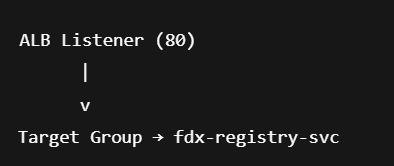 ALB Listener (80)
|
v
Target Group → fdx-registry-svc